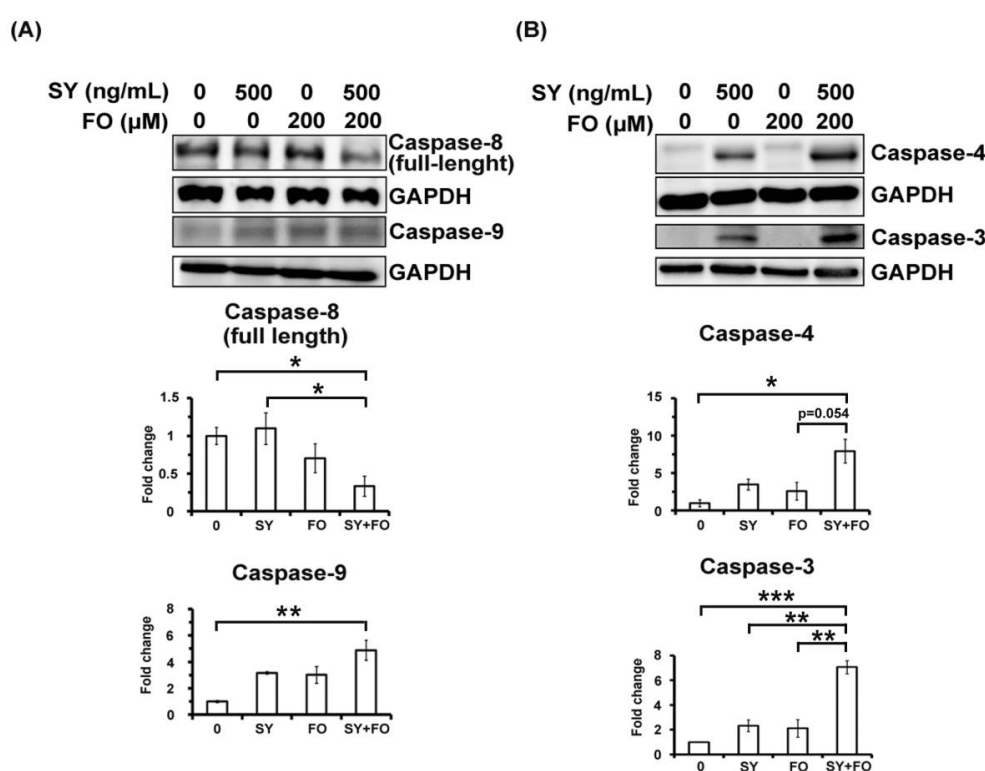 (A)
SY (ng/mL) 0 500 0 500
FO (µM) 0 0 200 200
Caspase-8
(full-lenght)
GAPDH
Caspase-9
GAPDH
Caspase-8
(full length)
*
*
Fold change
1.5
1
0.5
0
0 SY FO SY+FO
Caspase-9
**
Fold change
8
6
4
2
0
0 SY FO SY+FO
(B)
SY (ng/mL) 0 500 0 500
FO (µM) 0 0 200 200
Caspase-4
GAPDH
Caspase-3
GAPDH
Caspase-4
*
p=0.054
Fold change
15
10
5
0
0 SY FO SY+FO
Caspase-3
***
**
**
Fold change
8
6
4
2
0
0 SY FO SY+FO